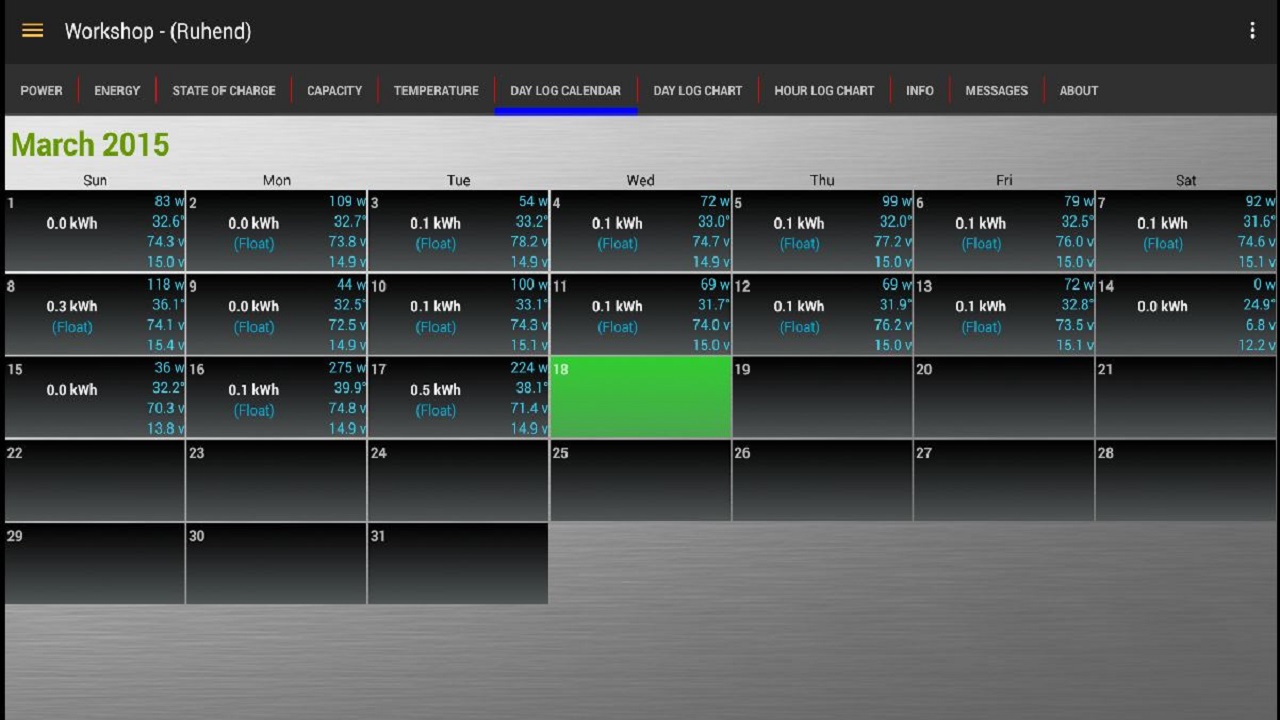 Workshop - (Ruhend)
POWER ENERGY STATE OF CHARGE CAPACITY TEMPERATURE DAY LOG CALENDAR DAY LOG CHART HOUR LOG CHART INFO MESSAGES ABOUT
March 2015
Sun Mon Tue Wed Thu Fri Sat
1 83 w 2 109 w 3 54 w 4 72 w 5 99 w 6 79 w 7 92 w
0.0 kWh 32.6° 0.0 kWh 32.7° 0.1 kWh 33.2° 0.1 kWh 33.0° 0.1 kWh 32.0° 0.1 kWh 32.5° 0.1 kWh 31.6°
74.3 v (Float) 73.8 v (Float) 78.2 v (Float) 74.7 v (Float) 77.2 v (Float) 76.0 v (Float) 74.6 v
15.0 v 14.9 v 14.9 v 14.9 v 15.0 v 15.0 v 15.1 v
8 118 w 9 44 w 10 100 w 11 69 w 12 69 w 13 72 w 14 0 w
0.3 kWh 36.1° 0.0 kWh 32.5° 0.1 kWh 33.1° 0.1 kWh 31.7° 0.1 kWh 31.9° 0.1 kWh 32.8° 0.0 kWh 24.9°
(Float) 74.1 v (Float) 72.5 v (Float) 74.3 v (Float) 74.0 v (Float) 76.2 v (Float) 73.5 v 6.8 v
15.4 v 14.9 v 15.1 v 15.0 v 15.0 v 15.1 v 12.2 v
15 36 w 16 275 w 17 224 w 18 19 20 21
0.0 kWh 32.2° 0.1 kWh 39.9° 0.5 kWh 38.1°
70.3 v (Float) 74.8 v (Float) 71.4 v
13.8 v 14.9 v 14.9 v
22 23 24 25 26 27 28
29 30 31